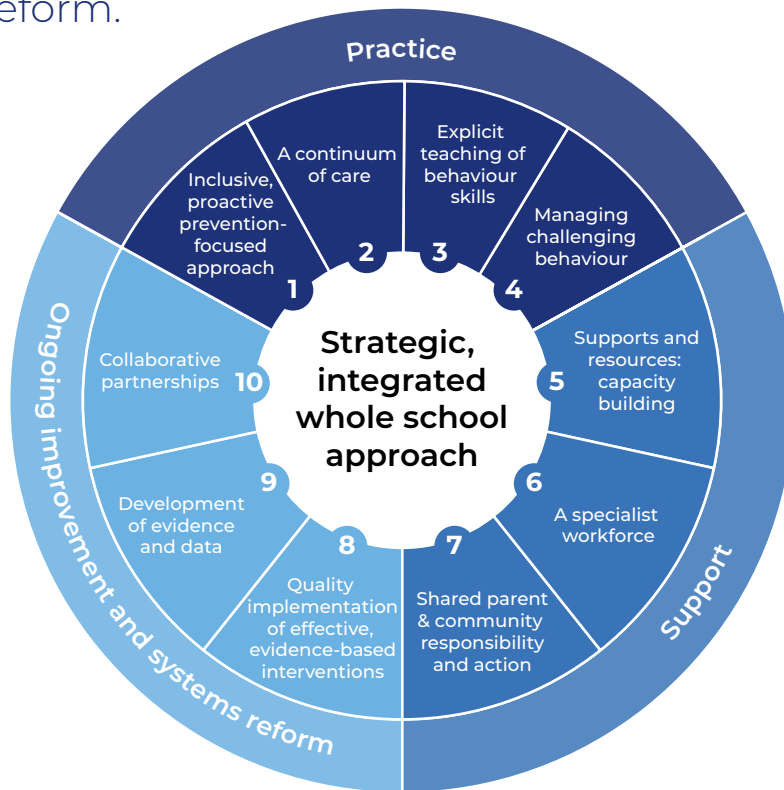 eform.
Practice
Inclusive,
proactive
prevention-
focused
approach
1
A continuum
of care
2
Explicit
teaching of
behaviour
skills
3
Managing
challenging
behaviour
4
Supports and
resources:
capacity
building
5
A specialist
workforce
6
Shared parent
& community
responsibility
and action
7
Quality
implementation
of effective,
evidence-based
interventions
8
Development
of evidence
and data
9
Collaborative
partnerships
10
Strategic,
integrated
whole school
approach
Support
Ongoing improvement and systems reform